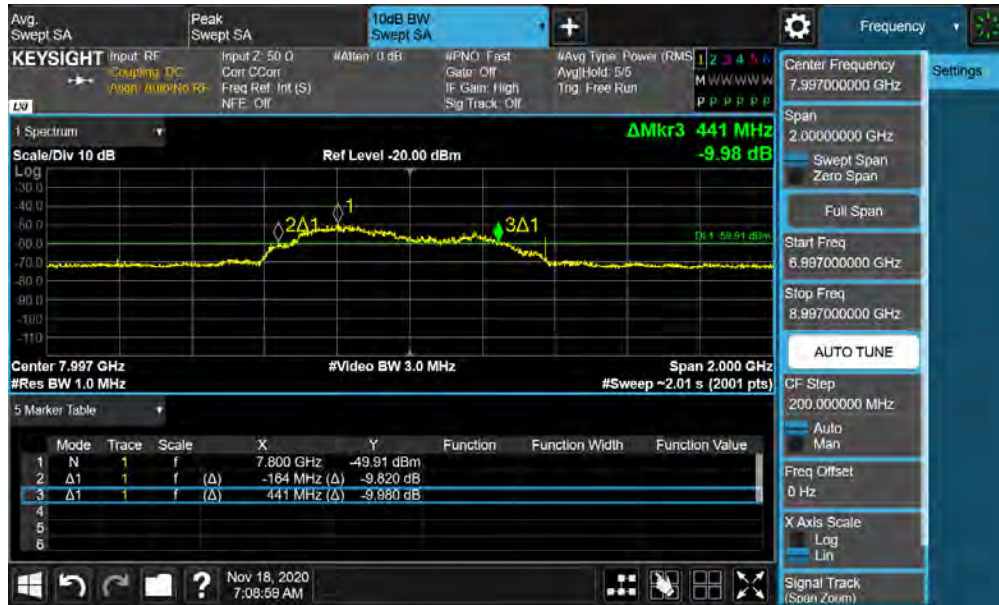 Avg.
Swept SA
Peak
Swept SA
10dB BW
Swept SA
Frequency
KEYSIGHT
Input: RF
Coupling: DC
Align: Auto/No RF
Input Z: 50 Ω
Corr CCorr
Freq Ref: Int (S)
NFE: Off
#Atten: 0 dB
#PNO: Fast
Gate: Off
IF Gain: High
Sig Track: Off
#Avg Type: Power (RMS
Avg|Hold: 5/5
Trig: Free Run
1 2 3 4 5 6
M W W W W W
P P P P P P
LXI
1 Spectrum
ΔMkr3 441 MHz
-9.98 dB
Scale/Div 10 dB
Ref Level -20.00 dBm
Log
-30.0
-40.0
-50.0
-60.0
-70.0
-80.0
-90.0
-100
-110
1
2Δ1
3Δ1
DL1 -59.91 dBm
Center 7.997 GHz
#Video BW 3.0 MHz
Span 2.000 GHz
#Res BW 1.0 MHz
#Sweep ~2.01 s (2001 pts)
5 Marker Table
Mode Trace Scale X Y Function Function Width Function Value
1 N 1 f 7.800 GHz -49.91 dBm
2 Δ1 1 f (Δ) -164 MHz (Δ) -9.820 dB
3 Δ1 1 f (Δ) 441 MHz (Δ) -9.980 dB
4
5
6
Nov 18, 2020
7:08:59 AM
Center Frequency
7.997000000 GHz
Settings
Span
2.00000000 GHz
Swept Span
Zero Span
Full Span
Start Freq
6.997000000 GHz
Stop Freq
8.997000000 GHz
AUTO TUNE
CF Step
200.000000 MHz
Auto
Man
Freq Offset
0 Hz
X Axis Scale
Log
Lin
Signal Track
(Span Zoom)